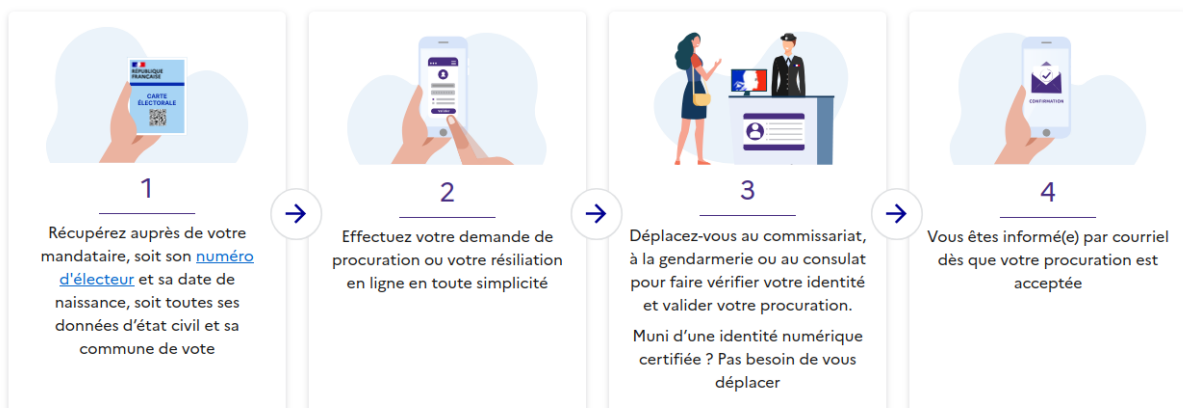 RÉPUBLIQUE
FRANÇAISE
CARTE
ÉLECTORALE
1
Récupérez auprès de votre
mandataire, soit son numéro
d'électeur et sa date de
naissance, soit toutes ses
données d’état civil et sa
commune de vote
2
Effectuez votre demande de
procuration ou votre résiliation
en ligne en toute simplicité
3
Déplacez-vous au commissariat,
à la gendarmerie ou au consulat
pour faire vérifier votre identité
et valider votre procuration.
Muni d’une identité numérique
certifiée ? Pas besoin de vous
déplacer
CONFIRMATION
4
Vous êtes informé(e) par courriel
dès que votre procuration est
acceptée